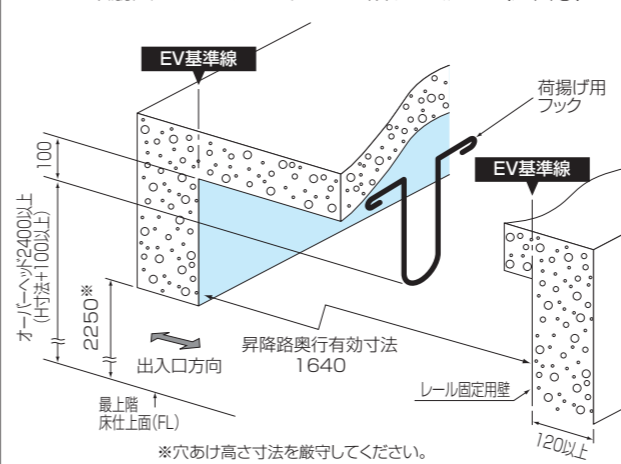 EV基準線
荷揚げ用
フック
EV基準線
100
オーバーヘッド2400以上
(H寸法+100以上)
2250※
出入口方向
昇降路奥行有効寸法
1640
レール固定用壁
最上階
床仕上面(FL)
120以上
※穴あけ高さ寸法を厳守してください。